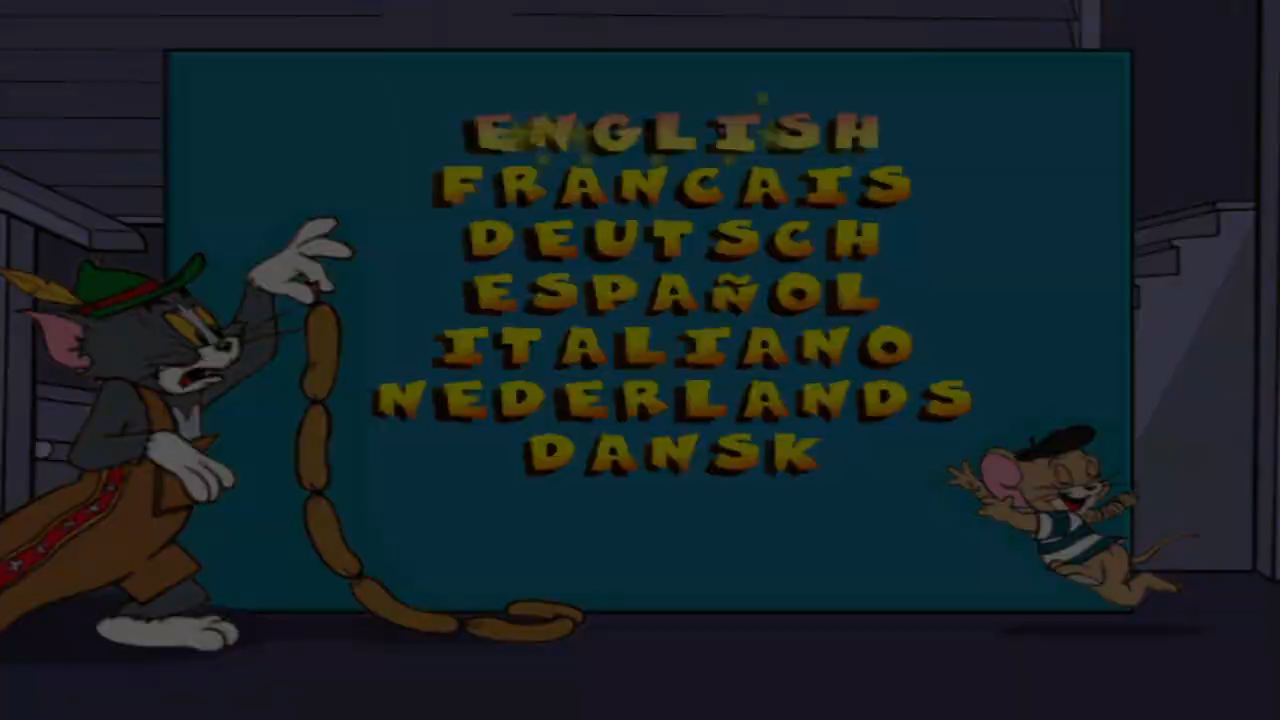 ENGLISH
FRANCAIS
DEUTSCH
ESPAÑOL
ITALIANO
NEDERLANDS
DANSK